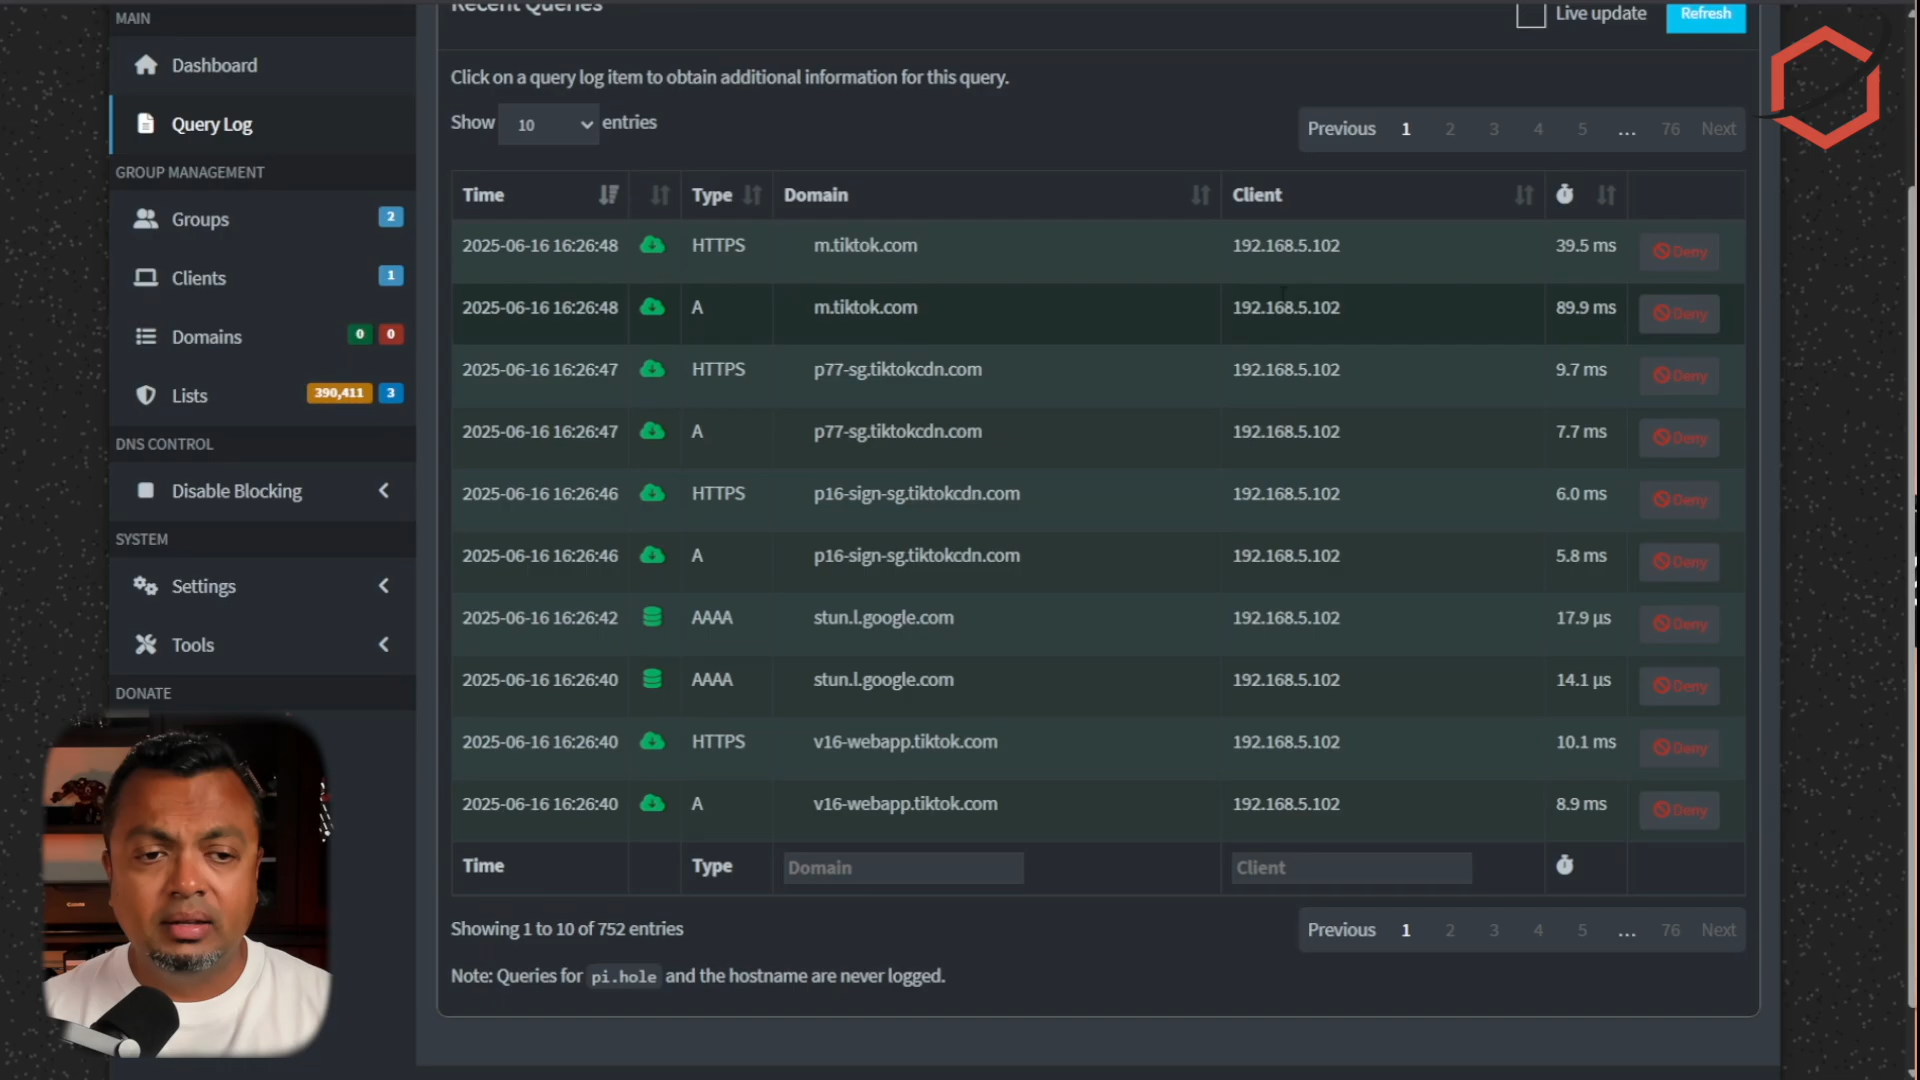 MAIN
Dashboard
Query Log
GROUP MANAGEMENT
Groups 2
Clients 1
Domains 0 0
Lists 390,411 3
DNS CONTROL
Disable Blocking
SYSTEM
Settings
Tools
DONATE
Recent Queries
Live update Refresh
Click on a query log item to obtain additional information for this query.
Show 10 entries
Previous 1 2 3 4 5 ... 76 Next
Time Type Domain Client
2025-06-16 16:26:48 HTTPS m.tiktok.com 192.168.5.102 39.5 ms Deny
2025-06-16 16:26:48 A m.tiktok.com 192.168.5.102 89.9 ms Deny
2025-06-16 16:26:47 HTTPS p77-sg.tiktokcdn.com 192.168.5.102 9.7 ms Deny
2025-06-16 16:26:47 A p77-sg.tiktokcdn.com 192.168.5.102 7.7 ms Deny
2025-06-16 16:26:46 HTTPS p16-sign-sg.tiktokcdn.com 192.168.5.102 6.0 ms Deny
2025-06-16 16:26:46 A p16-sign-sg.tiktokcdn.com 192.168.5.102 5.8 ms Deny
2025-06-16 16:26:42 AAAA stun.l.google.com 192.168.5.102 17.9 µs Deny
2025-06-16 16:26:40 AAAA stun.l.google.com 192.168.5.102 14.1 µs Deny
2025-06-16 16:26:40 HTTPS v16-webapp.tiktok.com 192.168.5.102 10.1 ms Deny
2025-06-16 16:26:40 A v16-webapp.tiktok.com 192.168.5.102 8.9 ms Deny
Time Type Domain Client
Showing 1 to 10 of 752 entries
Previous 1 2 3 4 5 ... 76 Next
Note: Queries for pi.hole and the hostname are never logged.